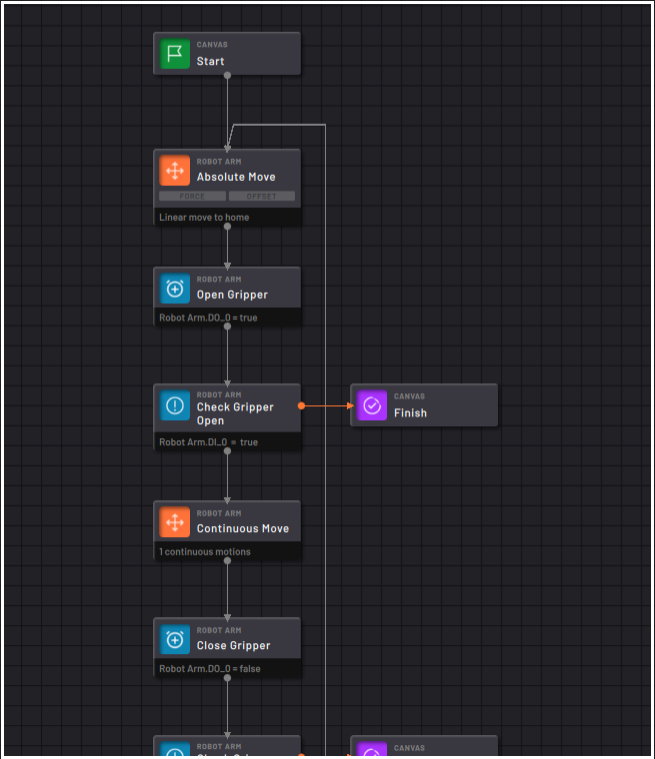 CANVAS
Start
ROBOT ARM
Absolute Move
FORCE OFFSET
Linear move to home
ROBOT ARM
Open Gripper
Robot Arm.DO_0 = true
ROBOT ARM
Check Gripper
Open
Robot Arm.DI_0 = true
CANVAS
Finish
ROBOT ARM
Continuous Move
1 continuous motions
ROBOT ARM
Close Gripper
Robot Arm.DO_0 = false
ROBOT ARM
CANVAS